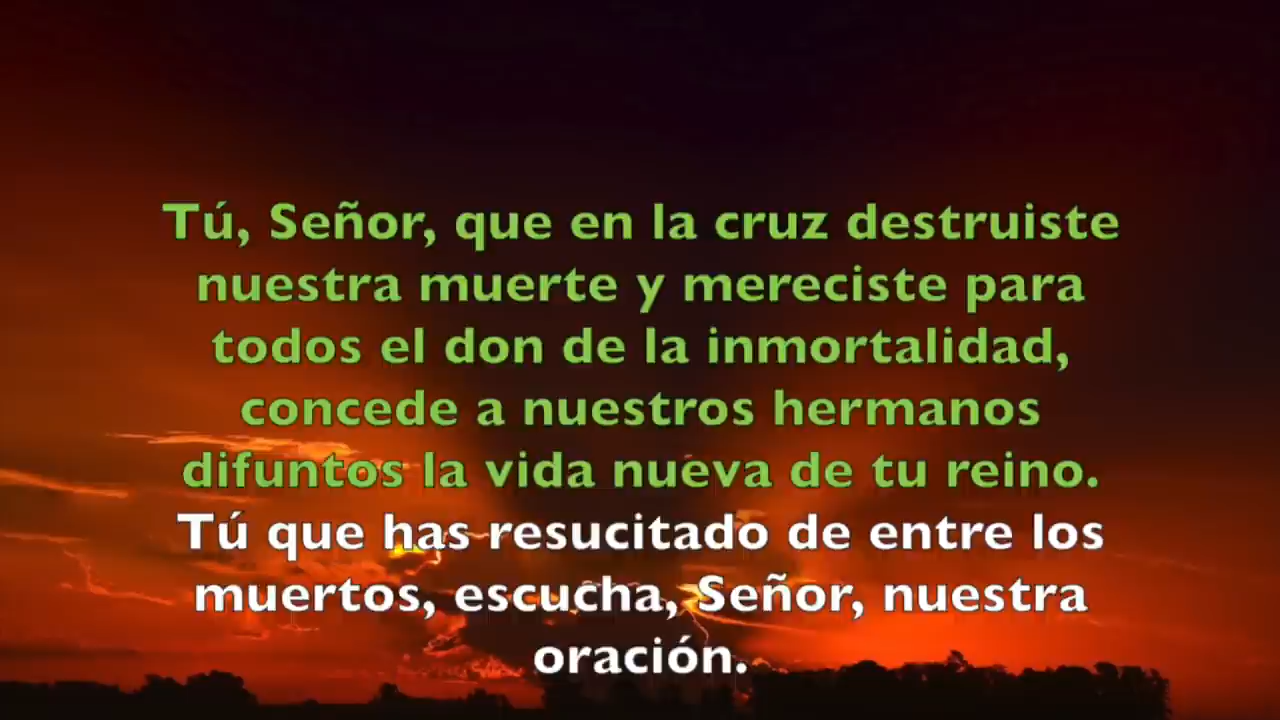 Tú, Señor, que en la cruz destruiste
nuestra muerte y mereciste para
todos el don de la inmortalidad,
concede a nuestros hermanos
difuntos la vida nueva de tu reino.
Tú que has resucitado de entre los
muertos, escucha, Señor, nuestra
oración.